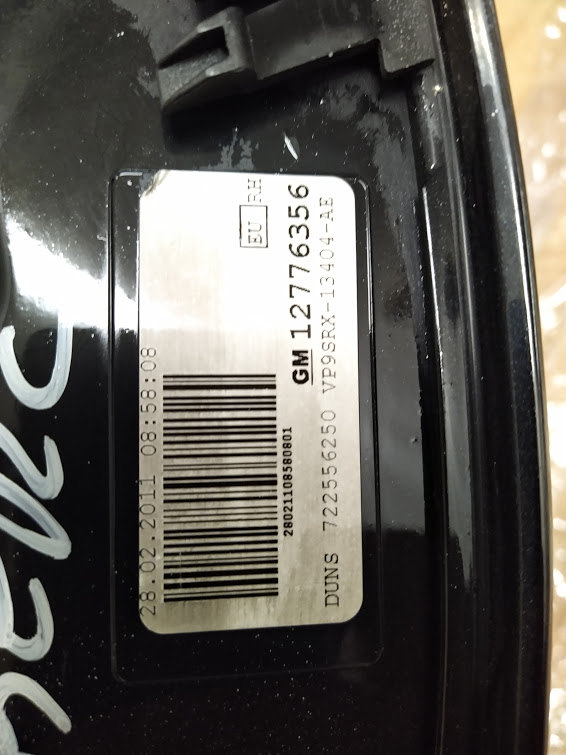 28.02.2011 08:58:08
EU RH
28021108580801
GM 12776356
DUNS 722556250 VP9SRX-13404-AE